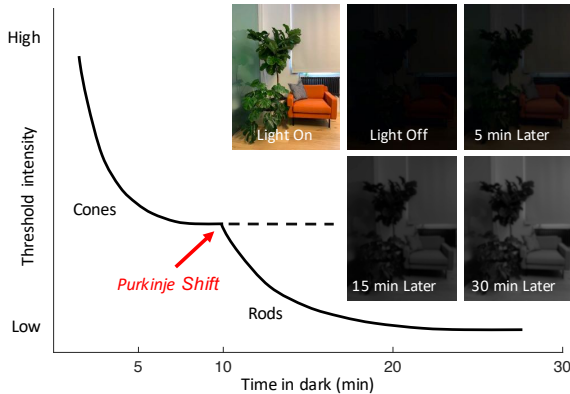 High
Light On
Light Off
5 min Later
Threshold intensity
Cones
Purkinje Shift
15 min Later
30 min Later
Rods
Low
5
10
20
30
Time in dark (min)